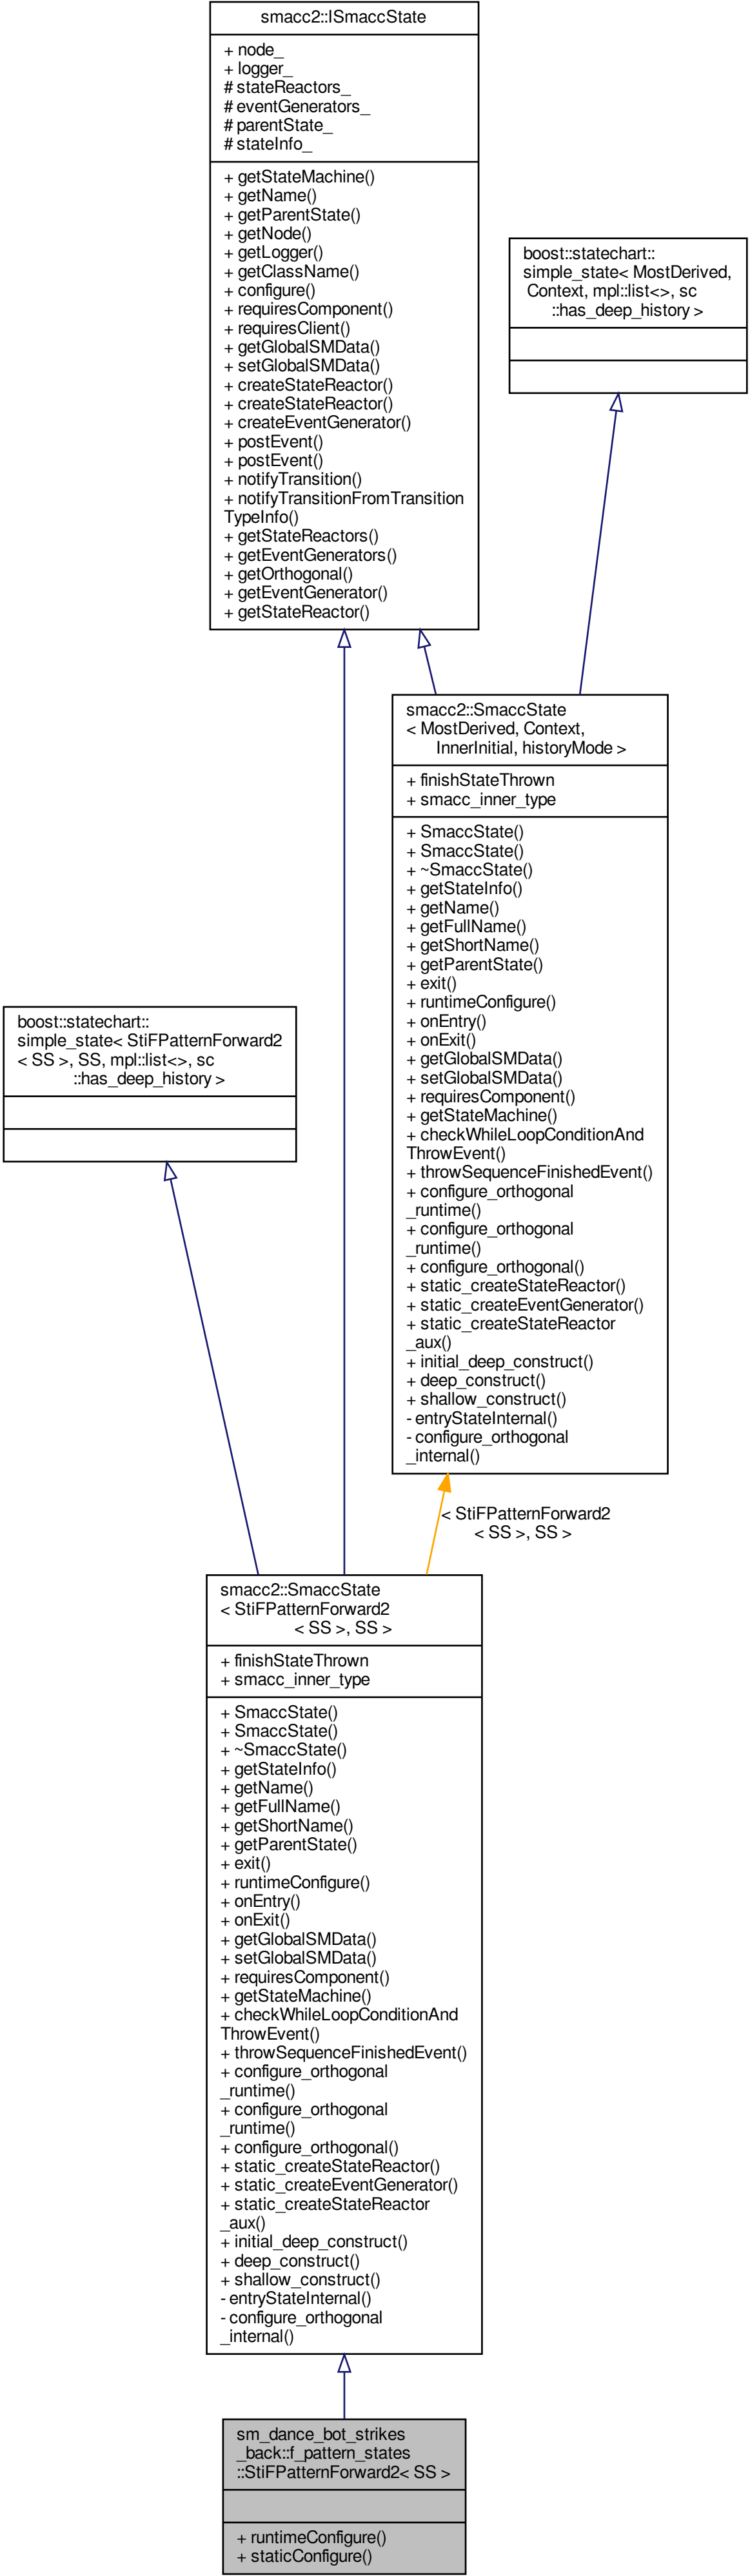 smacc2::ISmaccState
+ node_
+ logger_
# stateReactors_
# eventGenerators_
# parentState_
# stateInfo_
+ getStateMachine()
+ getName()
+ getParentState()
+ getNode()
+ getLogger()
+ getClassName()
+ configure()
+ requiresComponent()
+ requiresClient()
+ getGlobalSMData()
+ setGlobalSMData()
+ createStateReactor()
+ createStateReactor()
+ createEventGenerator()
+ postEvent()
+ postEvent()
+ notifyTransition()
+ notifyTransitionFromTransition
TypeInfo()
+ getStateReactors()
+ getEventGenerators()
+ getOrthogonal()
+ getEventGenerator()
+ getStateReactor()
boost::statechart::
simple_state< MostDerived,
Context, mpl::list<>, sc
::has_deep_history >
smacc2::SmaccState
< MostDerived, Context,
InnerInitial, historyMode >
+ finishStateThrown
+ smacc_inner_type
+ SmaccState()
+ SmaccState()
+ ~SmaccState()
+ getStateInfo()
+ getName()
+ getFullName()
+ getShortName()
+ getParentState()
+ exit()
+ runtimeConfigure()
+ onEntry()
+ onExit()
+ getGlobalSMData()
+ setGlobalSMData()
+ requiresComponent()
+ getStateMachine()
+ checkWhileLoopConditionAnd
ThrowEvent()
+ throwSequenceFinishedEvent()
+ configure_orthogonal
_runtime()
+ configure_orthogonal
_runtime()
+ configure_orthogonal()
+ static_createStateReactor()
+ static_createEventGenerator()
+ static_createStateReactor
_aux()
+ initial_deep_construct()
+ deep_construct()
+ shallow_construct()
- entryStateInternal()
- configure_orthogonal
_internal()
boost::statechart::
simple_state< StiFPatternForward2
< SS >, SS, mpl::list<>, sc
::has_deep_history >
< StiFPatternForward2
< SS >, SS >
smacc2::SmaccState
< StiFPatternForward2
< SS >, SS >
+ finishStateThrown
+ smacc_inner_type
+ SmaccState()
+ SmaccState()
+ ~SmaccState()
+ getStateInfo()
+ getName()
+ getFullName()
+ getShortName()
+ getParentState()
+ exit()
+ runtimeConfigure()
+ onEntry()
+ onExit()
+ getGlobalSMData()
+ setGlobalSMData()
+ requiresComponent()
+ getStateMachine()
+ checkWhileLoopConditionAnd
ThrowEvent()
+ throwSequenceFinishedEvent()
+ configure_orthogonal
_runtime()
+ configure_orthogonal
_runtime()
+ configure_orthogonal()
+ static_createStateReactor()
+ static_createEventGenerator()
+ static_createStateReactor
_aux()
+ initial_deep_construct()
+ deep_construct()
+ shallow_construct()
- entryStateInternal()
- configure_orthogonal
_internal()
sm_dance_bot_strikes
_back::f_pattern_states
::StiFPatternForward2< SS >
+ runtimeConfigure()
+ staticConfigure()